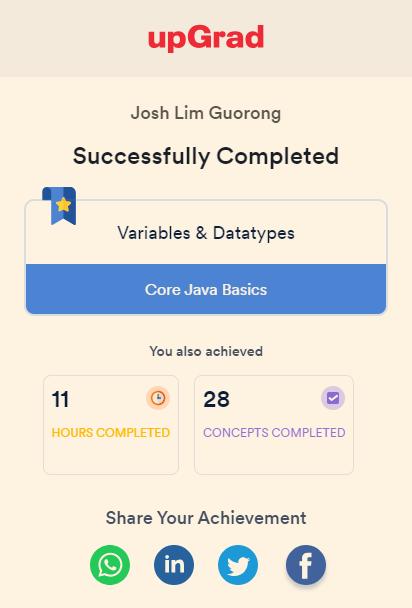 upGrad
Josh Lim Guorong
Successfully Completed
Variables & Datatypes
Core Java Basics
You also achieved
11
HOURS COMPLETED
28
CONCEPTS COMPLETED
Share Your Achievement
in
f